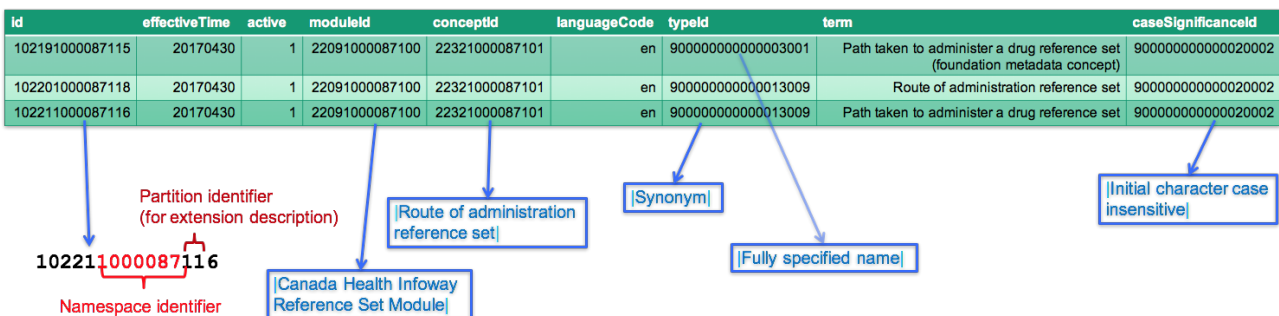 id effectiveTime active moduleId conceptId languageCode typeId term caseSignificanceId
102191000087115 20170430 1 22091000087100 22321000087101 en 900000000000003001 Path taken to administer a drug reference set 900000000000020002
(foundation metadata concept)
102201000087118 20170430 1 22091000087100 22321000087101 en 900000000000013009 Route of administration reference set 900000000000020002
102211000087116 20170430 1 22091000087100 22321000087101 en 900000000000013009 Path taken to administer a drug reference set 900000000000020002
Partition identifier
(for extension description)
102211000087116
Namespace identifier
|Canada Health Infoway
Reference Set Module|
|Route of administration
reference set|
|Synonym|
|Fully specified name|
|Initial character case
insensitive|